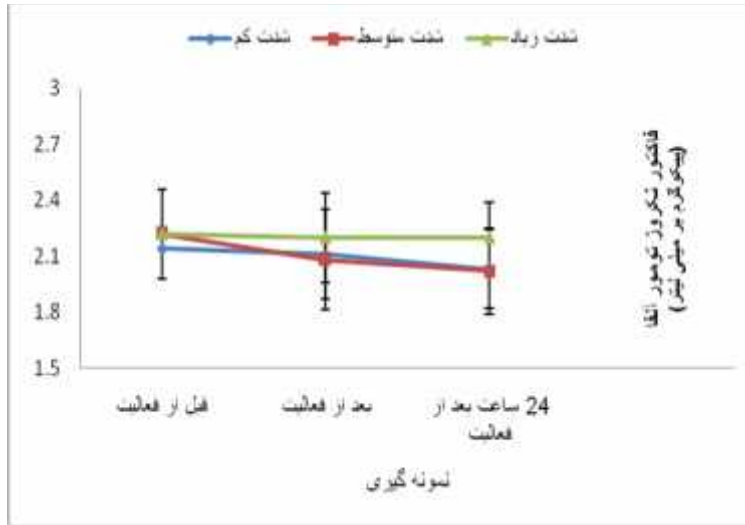 شدت کم شدت متوسط شدت زیاد
3
2.7
2.4
2.1
1.8
1.5
فاکتور نکروز تومور آلفا
(پیکوگرم بر میلی لیتر)
قبل از فعالیت بعد از فعالیت 24 ساعت بعد از
فعالیت
نمونه گیری